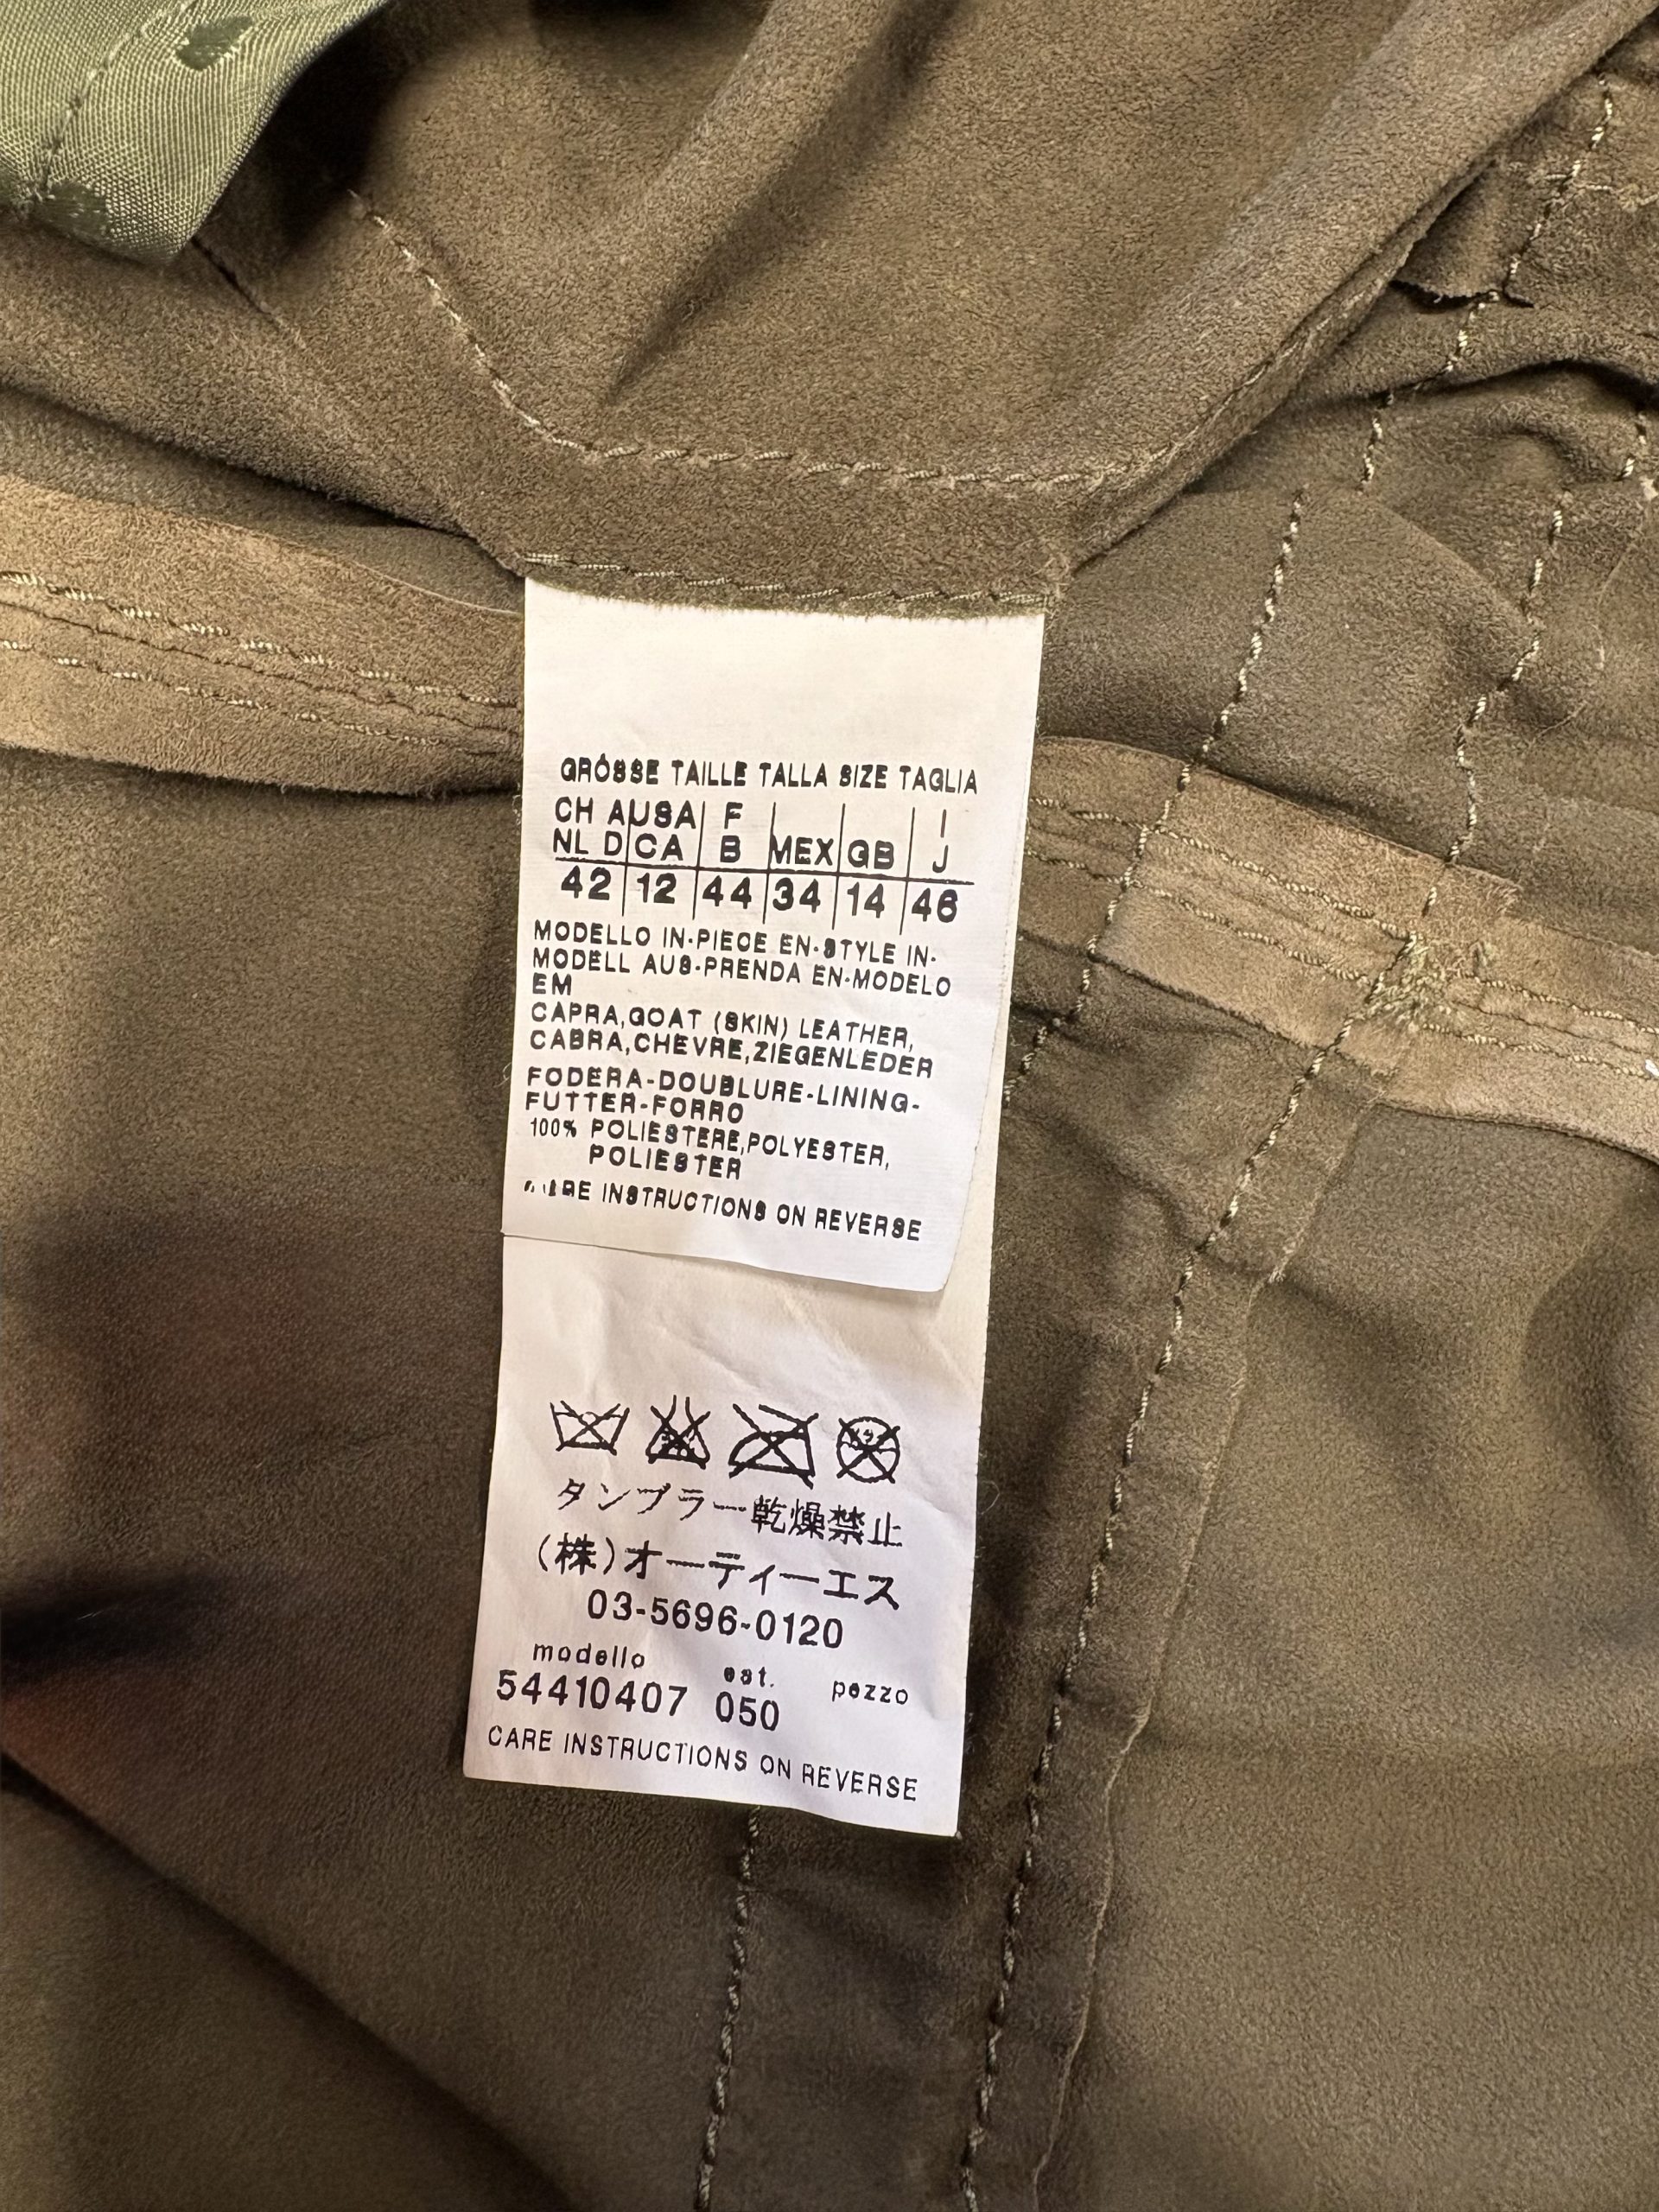 GRÖSSE TAILLE TALLA SIZE TAGLIA
CH A USA F I
NL D CA B MEX GB J
42 12 44 34 14 46
MODELLO IN-PIECE EN-STYLE IN-
MODELL AUS-PRENDA EN-MODELO
EM
CAPRA,GOAT (SKIN) LEATHER,
CABRA,CHEVRE,ZIEGENLEDER
FODERA-DOUBLURE-LINING-
FUTTER-FORRO
100% POLIESTERE,POLYESTER,
POLIESTER
CARE INSTRUCTIONS ON REVERSE
タンブラー乾燥禁止
(株)オーティーエス
03-5696-0120
modello est. pezzo
54410407 050
CARE INSTRUCTIONS ON REVERSE